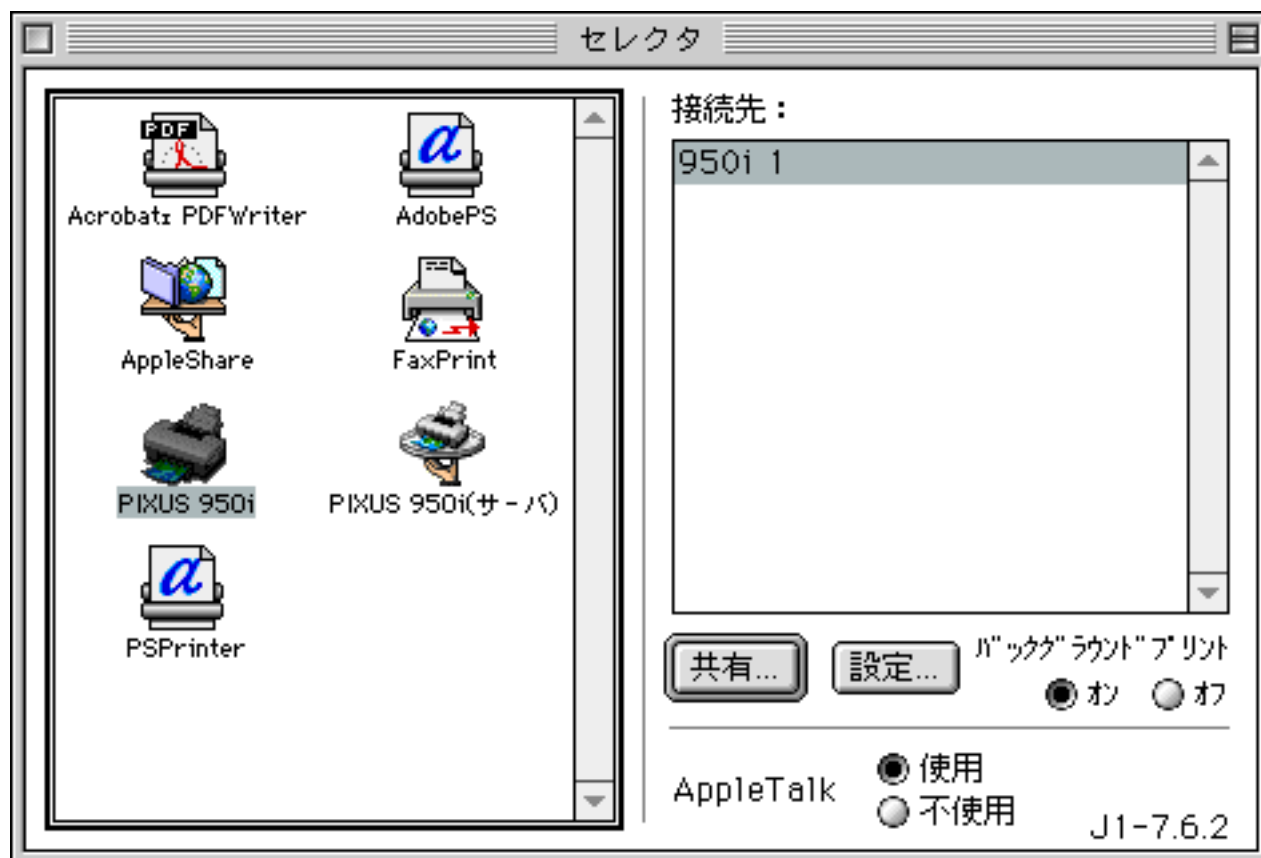 セレクタ
PDF
Acrobat™ PDFWriter
AdobePS
AppleShare
FaxPrint
PIXUS 950i
PIXUS 950i(サーバ)
PSPrinter
接続先：
950i 1
共有...
設定...
バックグラウンドプリント
オン
オフ
AppleTalk
使用
不使用
J1-7.6.2